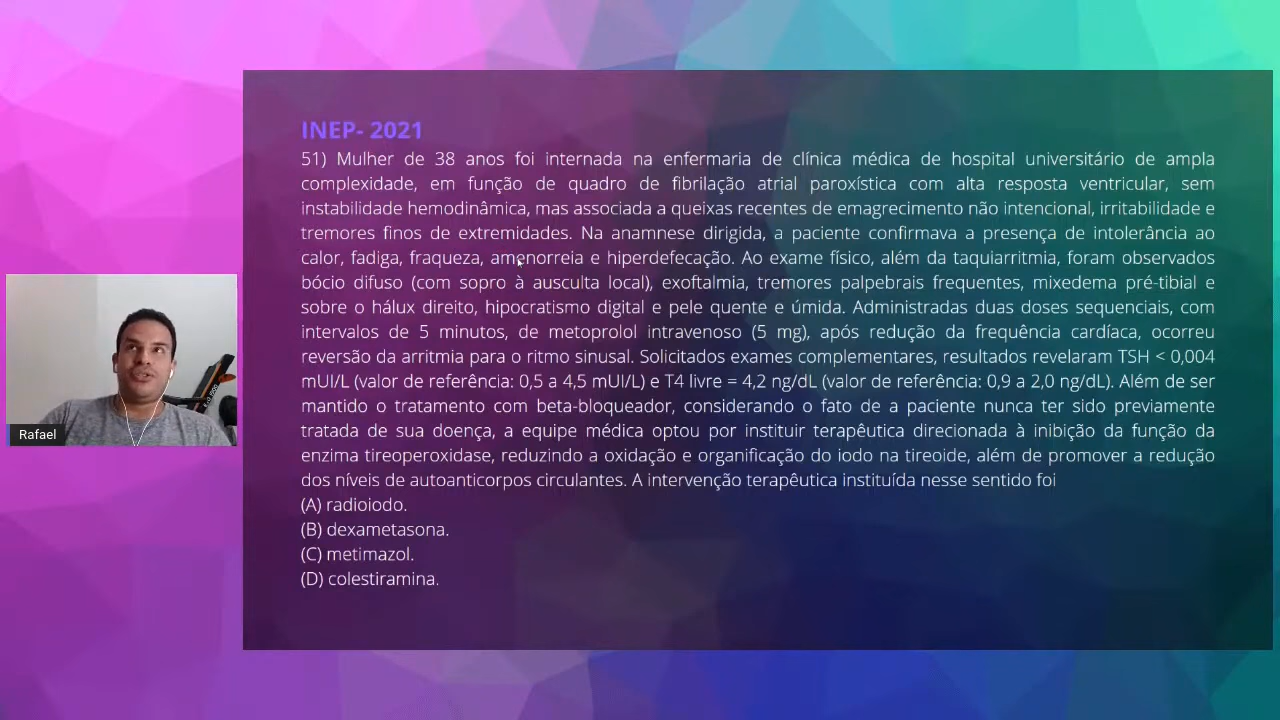 INEP- 2021
51) Mulher de 38 anos foi internada na enfermaria de clínica médica de hospital universitário de ampla
complexidade, em função de quadro de fibrilação atrial paroxística com alta resposta ventricular, sem
instabilidade hemodinâmica, mas associada a queixas recentes de emagrecimento não intencional, irritabilidade e
tremores finos de extremidades. Na anamnese dirigida, a paciente confirmava a presença de intolerância ao
calor, fadiga, fraqueza, amenorreia e hiperdefecação. Ao exame físico, além da taquiarritmia, foram observados
bócio difuso (com sopro à ausculta local), exoftalmia, tremores palpebrais frequentes, mixedema pré-tibial e
sobre o hálux direito, hipocratismo digital e pele quente e úmida. Administradas duas doses sequenciais, com
intervalos de 5 minutos, de metoprolol intravenoso (5 mg), após redução da frequência cardíaca, ocorreu
reversão da arritmia para o ritmo sinusal. Solicitados exames complementares, resultados revelaram TSH < 0,004
mUI/L (valor de referência: 0,5 a 4,5 mUI/L) e T4 livre = 4,2 ng/dL (valor de referência: 0,9 a 2,0 ng/dL). Além de ser
mantido o tratamento com beta-bloqueador, considerando o fato de a paciente nunca ter sido previamente
tratada de sua doença, a equipe médica optou por instituir terapêutica direcionada à inibição da função da
enzima tireoperoxidase, reduzindo a oxidação e organificação do iodo na tireoide, além de promover a redução
dos níveis de autoanticorpos circulantes. A intervenção terapêutica instituída nesse sentido foi
(A) radioiodo.
(B) dexametasona.
(C) metimazol.
(D) colestiramina.
Rafael